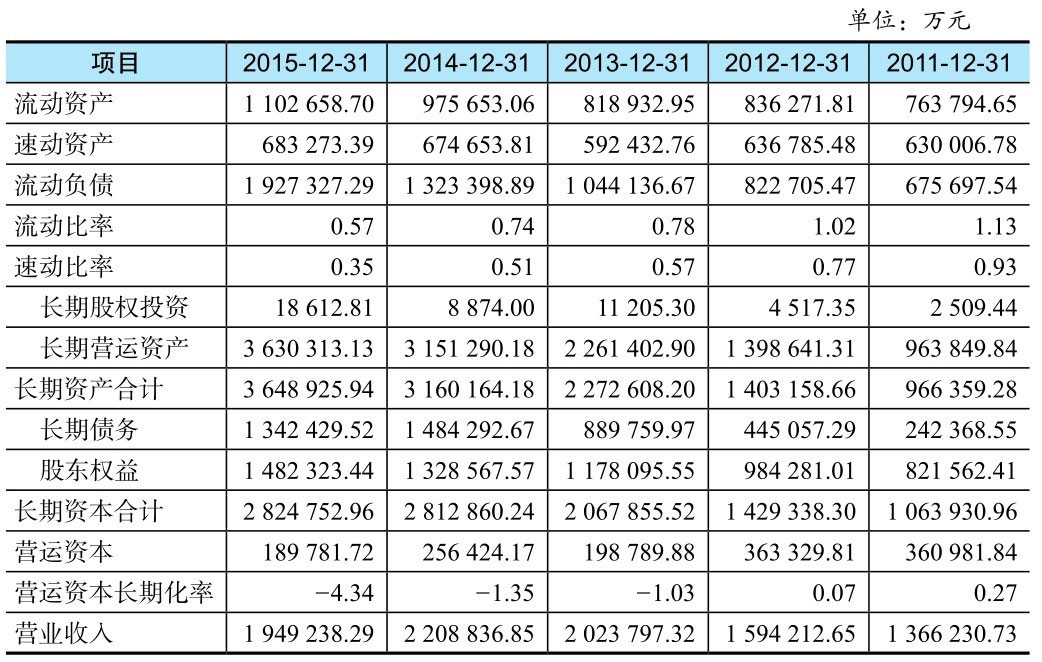 单位：万元
项目 2015-12-31 2014-12-31 2013-12-31 2012-12-31 2011-12-31
流动资产 1 102 658.70 975 653.06 818 932.95 836 271.81 763 794.65
速动资产 683 273.39 674 653.81 592 432.76 636 785.48 630 006.78
流动负债 1 927 327.29 1 323 398.89 1 044 136.67 822 705.47 675 697.54
流动比率 0.57 0.74 0.78 1.02 1.13
速动比率 0.35 0.51 0.57 0.77 0.93
长期股权投资 18 612.81 8 874.00 11 205.30 4 517.35 2 509.44
长期营运资产 3 630 313.13 3 151 290.18 2 261 402.90 1 398 641.31 963 849.84
长期资产合计 3 648 925.94 3 160 164.18 2 272 608.20 1 403 158.66 966 359.28
长期债务 1 342 429.52 1 484 292.67 889 759.97 445 057.29 242 368.55
股东权益 1 482 323.44 1 328 567.57 1 178 095.55 984 281.01 821 562.41
长期资本合计 2 824 752.96 2 812 860.24 2 067 855.52 1 429 338.30 1 063 930.96
营运资本 189 781.72 256 424.17 198 789.88 363 329.81 360 981.84
营运资本长期化率 −4.34 −1.35 −1.03 0.07 0.27
营业收入 1 949 238.29 2 208 836.85 2 023 797.32 1 594 212.65 1 366 230.73